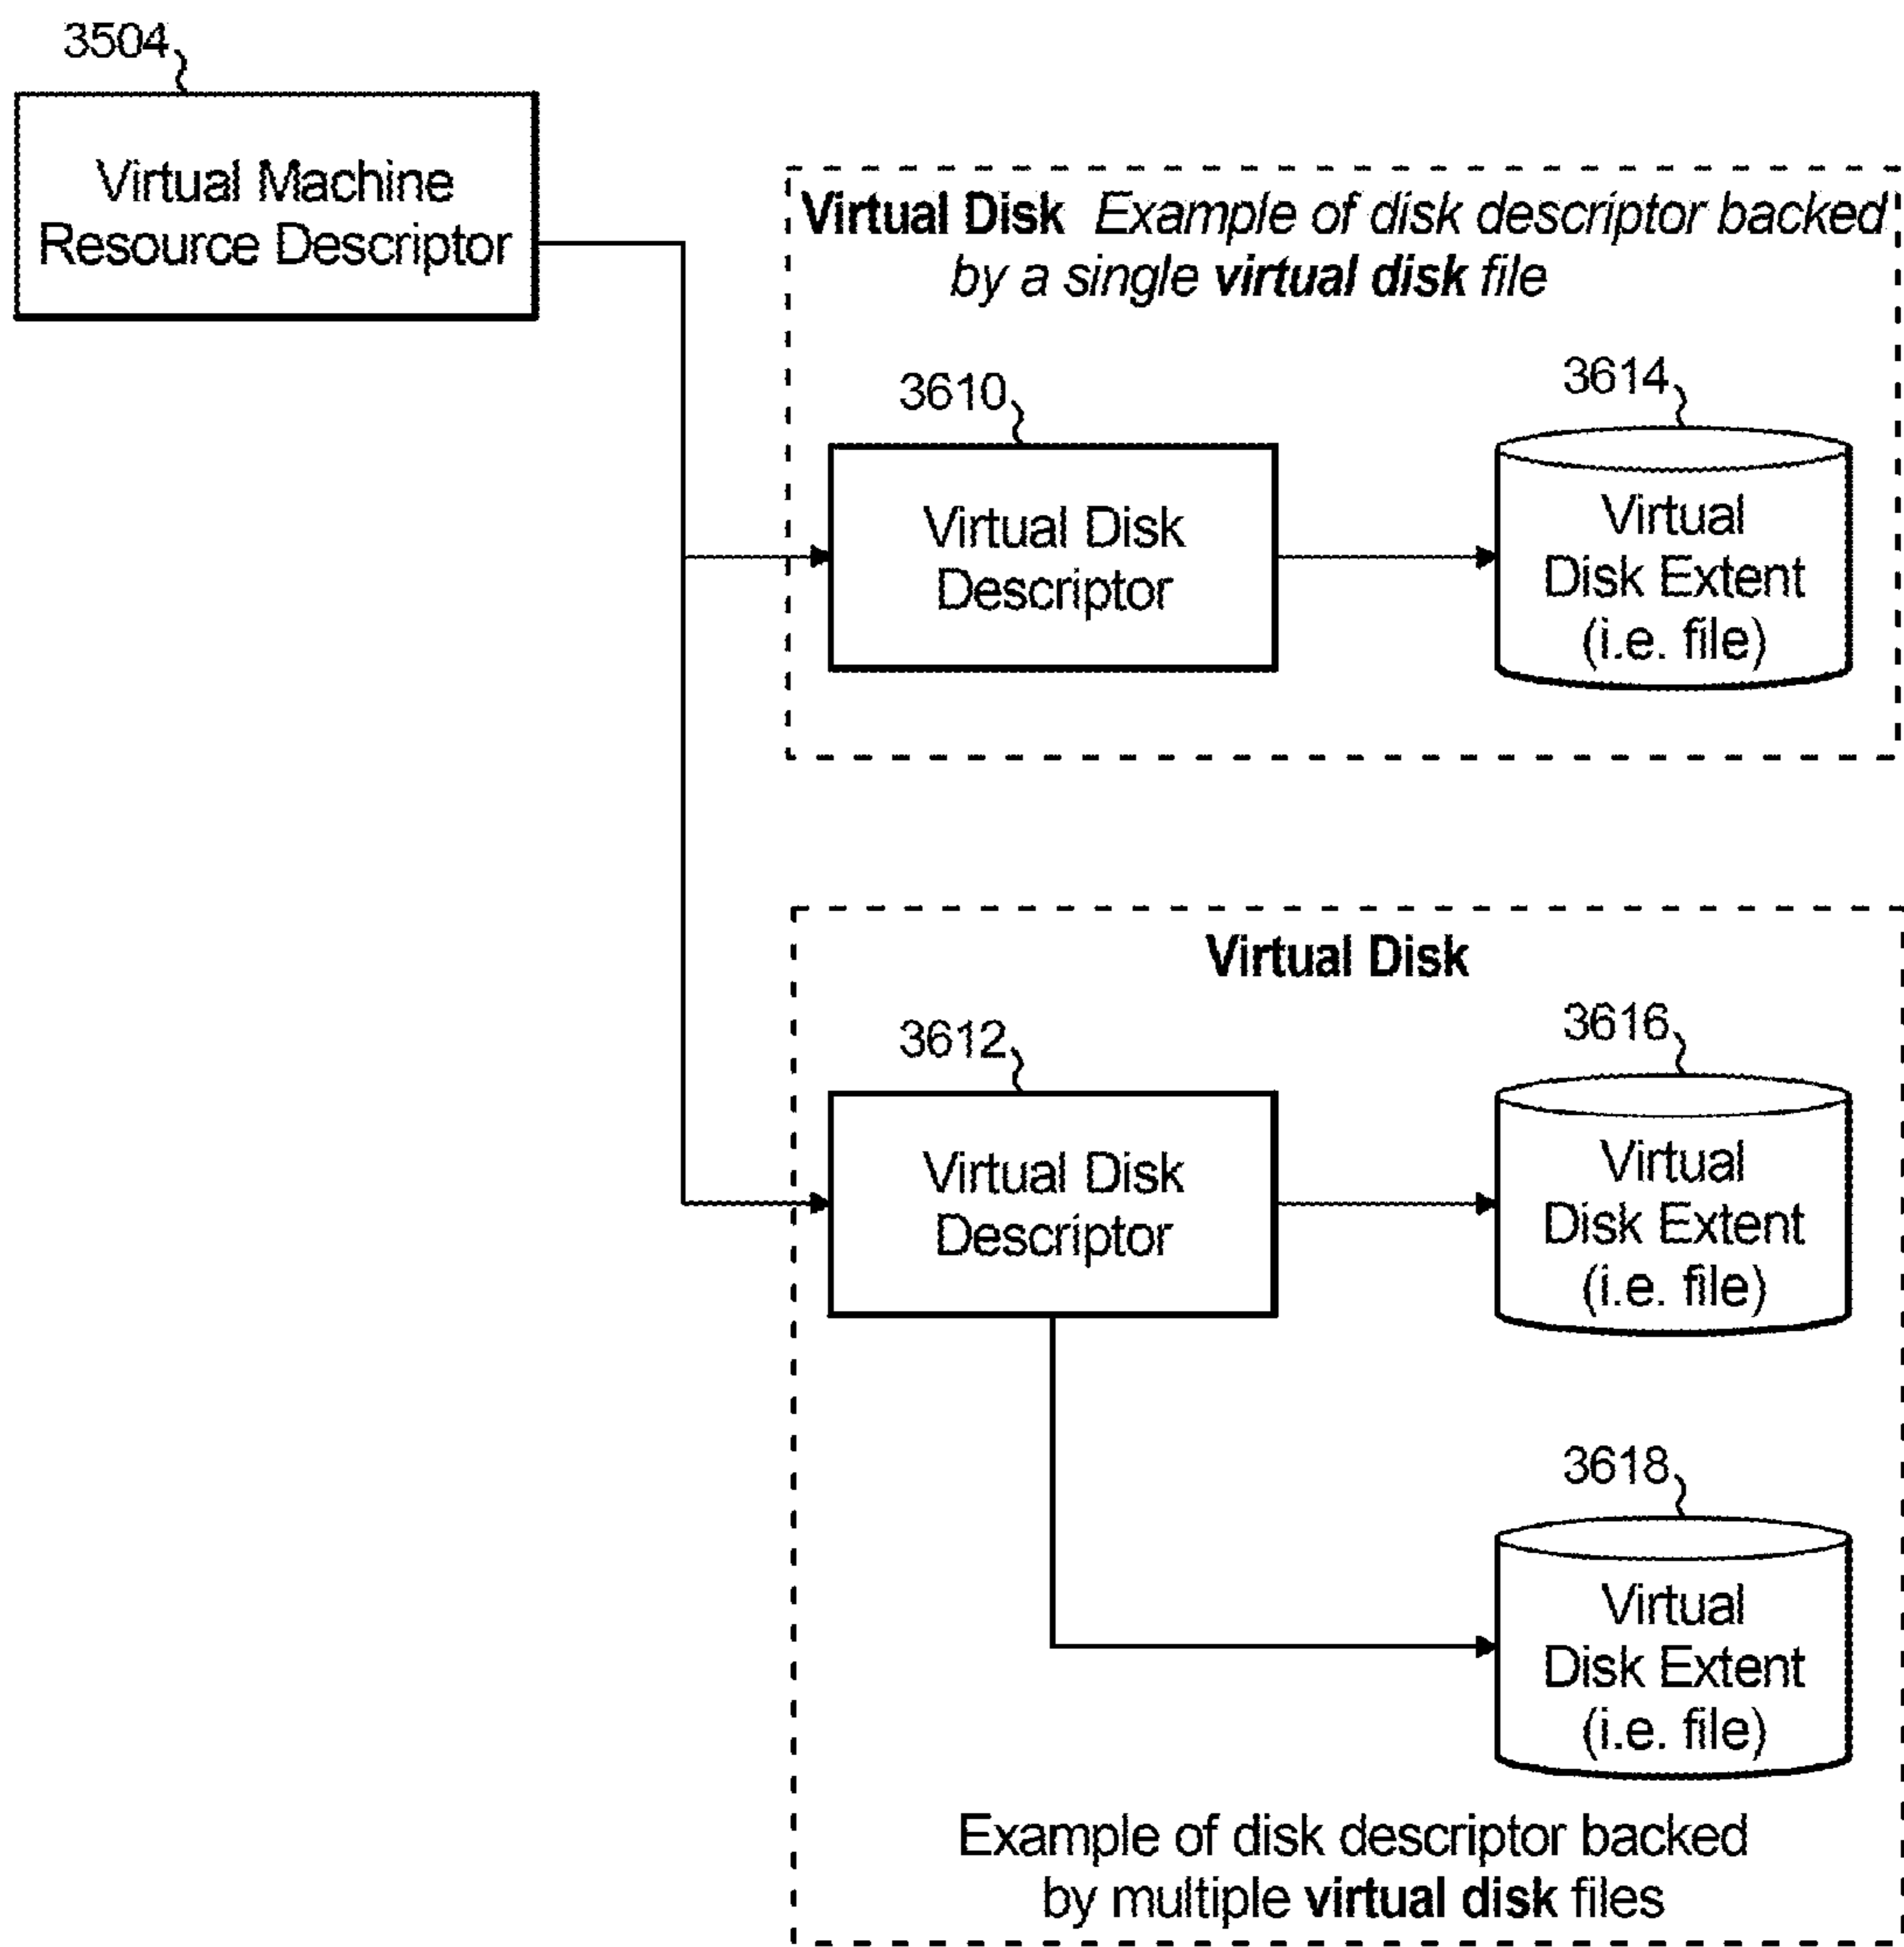 3504
Virtual Machine
Resource Descriptor
Virtual Disk Example of disk descriptor backed
by a single virtual disk file
3610
3614
Virtual Disk
Descriptor
Virtual
Disk Extent
(i.e. file)
Virtual Disk
3612
3616
Virtual Disk
Descriptor
Virtual
Disk Extent
(i.e. file)
3618
Virtual
Disk Extent
(i.e. file)
Example of disk descriptor backed
by multiple virtual disk files